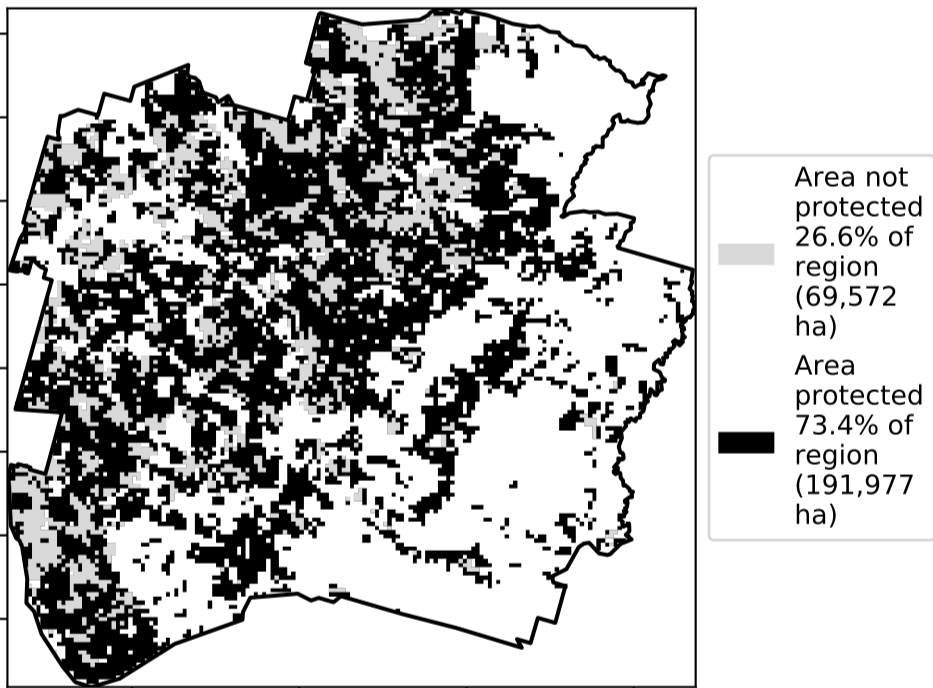 Area not
protected
26.6% of
region
(69,572
ha)
Area
protected
73.4% of
region
(191,977
ha)